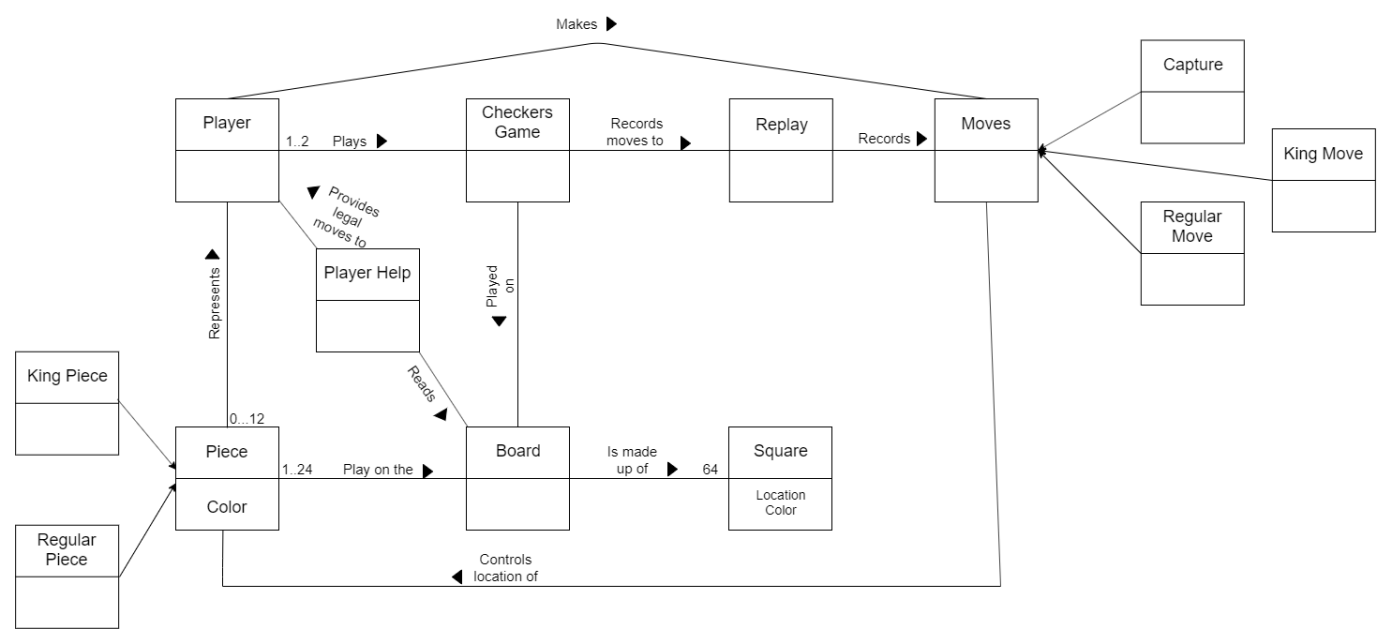 Makes
Capture
Player
Checkers
Game
Replay
Moves
Records
moves to
Records
1..2
Plays
King Move
Provides
legal
moves to
Regular
Move
Player Help
Represents
Played
on
King Piece
Reads
0...12
Piece
Board
Square
1..24
Play on the
Is made
up of
64
Color
Location
Color
Regular
Piece
Controls
location of